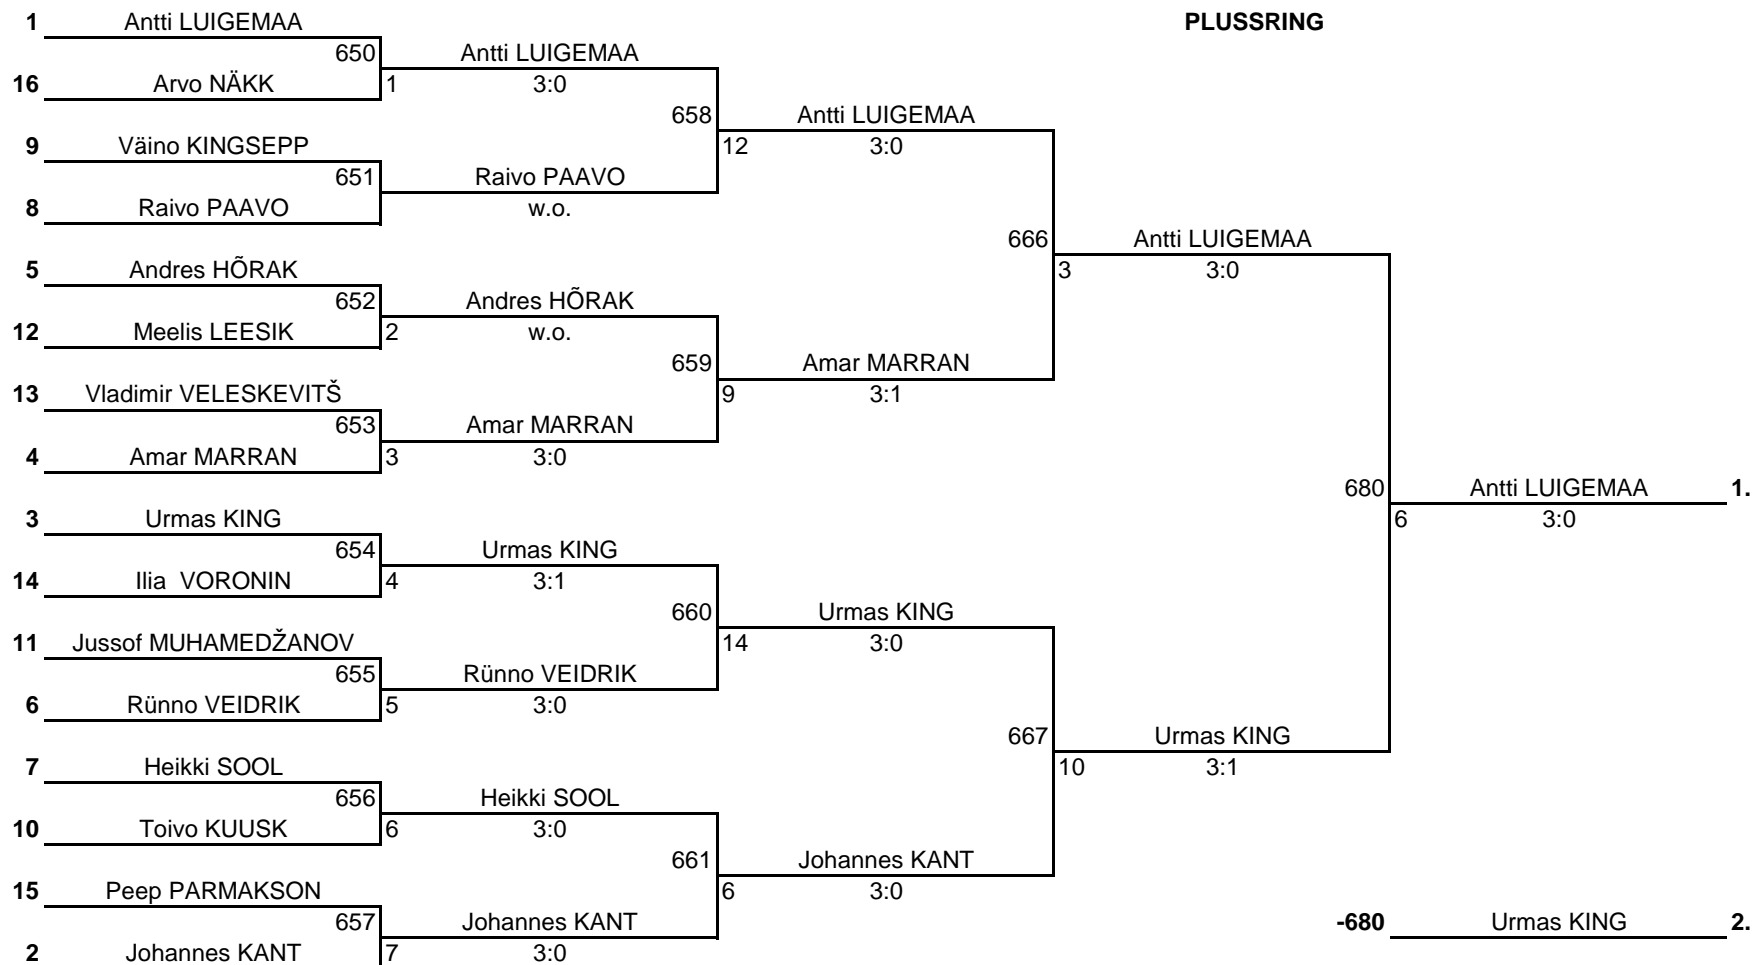 1 Antti LUIGEMAA PLUSSRING
650 Antti LUIGEMAA
16 Arvo NÄKK 1 3:0
658 Antti LUIGEMAA
9 Väino KINGSEPP 12 3:0
651 Raivo PAAVO
8 Raivo PAAVO w.o.
666 Antti LUIGEMAA
5 Andres HÕRAK 3 3:0
652 Andres HÕRAK
12 Meelis LEESIK 2 w.o.
659 Amar MARRAN
13 Vladimir VELESKEVITŠ 9 3:1
653 Amar MARRAN
4 Amar MARRAN 3 3:0
680 Antti LUIGEMAA 1.
3 Urmas KING 6 3:0
654 Urmas KING
14 Ilia  VORONIN 4 3:1
660 Urmas KING
11 Jussof MUHAMEDŽANOV 14 3:0
655 Rünno VEIDRIK
6 Rünno VEIDRIK 5 3:0
667 Urmas KING
7 Heikki SOOL 10 3:1
656 Heikki SOOL
10 Toivo KUUSK 6 3:0
661 Johannes KANT
15 Peep PARMAKSON 6 3:0
657 Johannes KANT -680 Urmas KING 2.
2 Johannes KANT 7 3:0